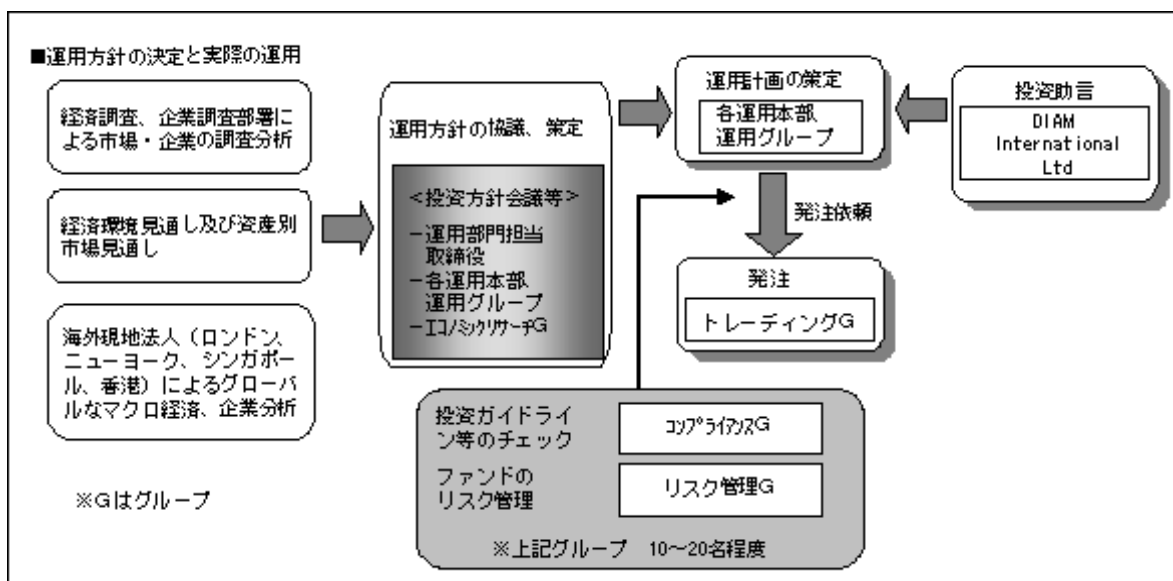 ■運用方針の決定と実際の運用
経済調査、企業調査部署に
よる市場・企業の調査分析
経済環境見通し及び資産別
市場見通し
海外現地法人（ロンドン、
ニューヨーク、シンガポー
ル、香港）によるグローバ
ルなマクロ経済、企業分析
※Gはグループ
運用方針の協議、策定
＜投資方針会議等＞
－運用部門担当
取締役
－各運用本部
運用グループ
－ｴｺﾉﾐｯｸﾘｻｰﾁG
運用計画の策定
各運用本部
運用グループ
投資助言
DIAM
International
Ltd
発注依頼
発注
トレーディングG
投資ガイドライ
ン等のチェック
ｺﾝﾌﾟﾗｲｱﾝｽG
ファンドの
リスク管理
リスク管理G
※上記グループ　10～20名程度